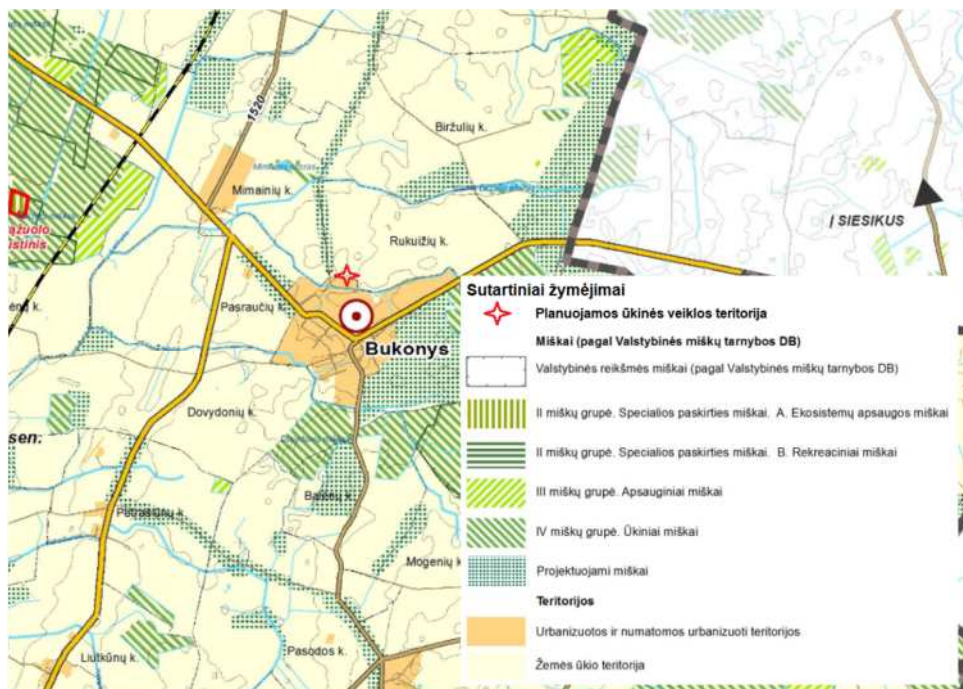 1520
Biržulių k.
Mimainių k.
Į SIESIKUS
Rukuižių k.
Pasraučių k.
Bukonys
Dovydonių k.
sen.
Petrašiūnų k.
Mogenių k.
Liutkūnų k.
Pasodos k.
Sutartiniai žymėjimai
Planuojamos ūkinės veiklos teritorija
Miškai (pagal Valstybinės miškų tarnybos DB)
Valstybinės reikšmės miškai (pagal Valstybinės miškų tarnybos DB)
II miškų grupė. Specialios paskirties miškai. A. Ekosistemų apsaugos miškai
II miškų grupė. Specialios paskirties miškai. B. Rekreaciniai miškai
III miškų grupė. Apsauginiai miškai
IV miškų grupė. Ūkiniai miškai
Projektuojami miškai
Teritorijos
Urbanizuotos ir numatomos urbanizuoti teritorijos
Žemės ūkio teritorija